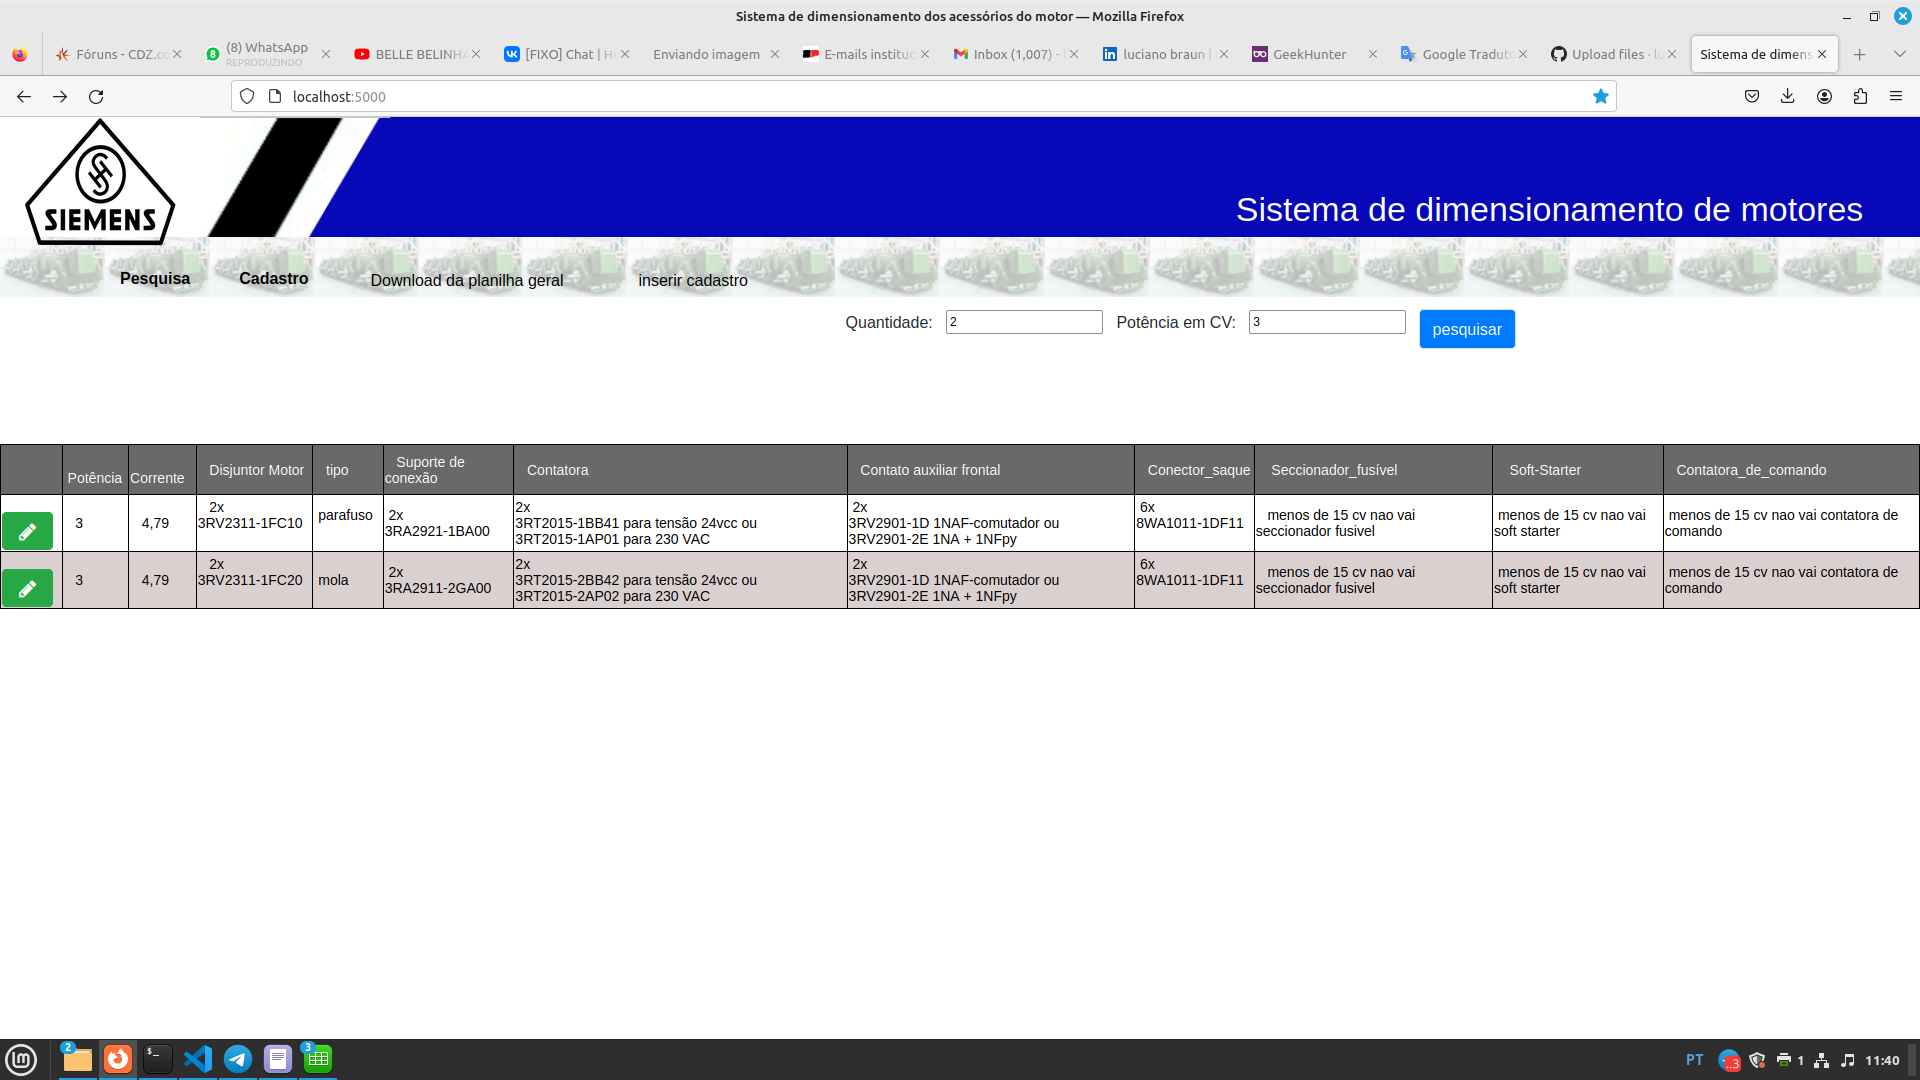 Sistema de dimensionamento dos acessórios do motor — Mozilla Firefox
Fóruns - CDZ.co
(8) WhatsApp
REPRODUZINDO
BELLE BELINHA
[FIXO] Chat | H
Enviando imagem
E-mails instituc
Inbox (1,007) -
luciano braun |
GeekHunter
Google Traduto
Upload files · lu
Sistema de dimens
localhost:5000
SIEMENS
Sistema de dimensionamento de motores
Pesquisa
Cadastro
Download da planilha geral
inserir cadastro
Quantidade: 2 Potência em CV: 3 pesquisar
Potência
Corrente
Disjuntor Motor
tipo
Suporte de
conexão
Contatora
Contato auxiliar frontal
Conector_saque
Seccionador_fusível
Soft-Starter
Contatora_de_comando
3
4,79
2x
3RV2311-1FC10
parafuso
2x
3RA2921-1BA00
2x
3RT2015-1BB41 para tensão 24vcc ou
3RT2015-1AP01 para 230 VAC
2x
3RV2901-1D 1NAF-comutador ou
3RV2901-2E 1NA + 1NFpy
6x
8WA1011-1DF11
menos de 15 cv nao vai
seccionador fusivel
menos de 15 cv nao vai
soft starter
menos de 15 cv nao vai contatora de
comando
3
4,79
2x
3RV2311-1FC20
mola
2x
3RA2911-2GA00
2x
3RT2015-2BB42 para tensão 24vcc ou
3RT2015-2AP02 para 230 VAC
2x
3RV2901-1D 1NAF-comutador ou
3RV2901-2E 1NA + 1NFpy
6x
8WA1011-1DF11
menos de 15 cv nao vai
seccionador fusivel
menos de 15 cv nao vai
soft starter
menos de 15 cv nao vai contatora de
comando
2
3
PT
...3
1
11:40